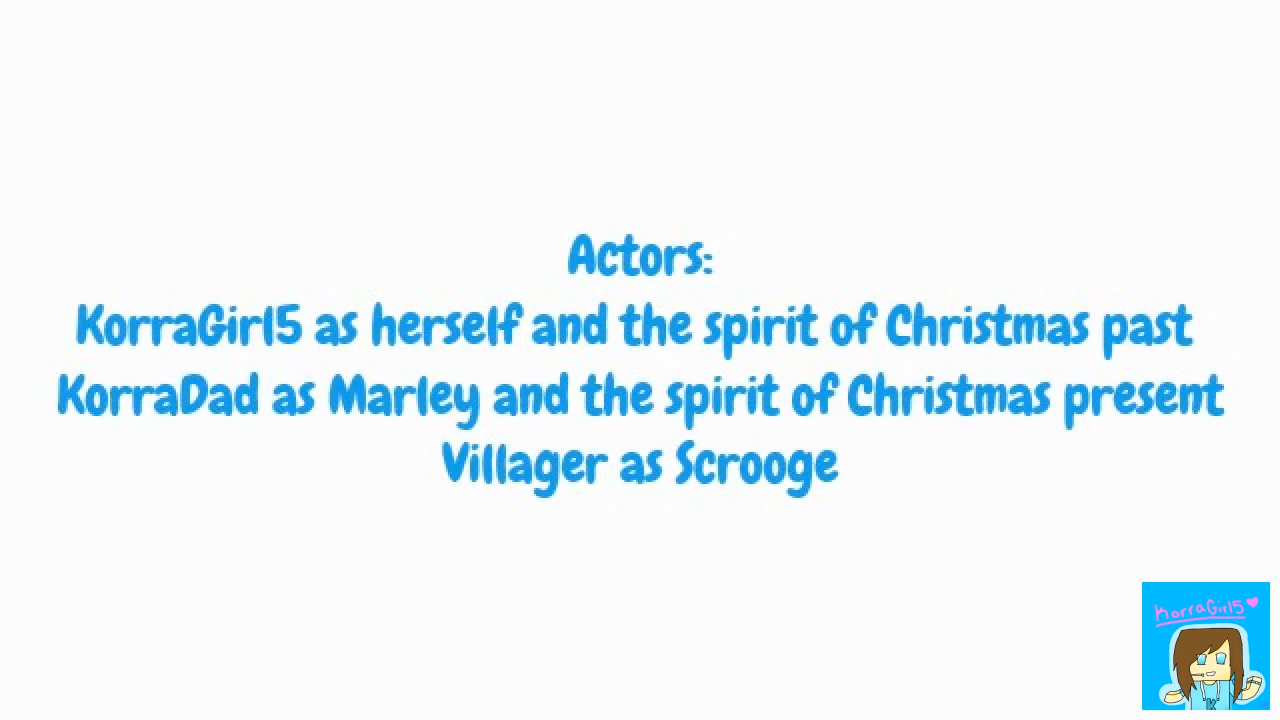 Actors:
KorraGirl5 as herself and the spirit of Christmas past
KorraDad as Marley and the spirit of Christmas present
Villager as Scrooge
KorraGirl5
K